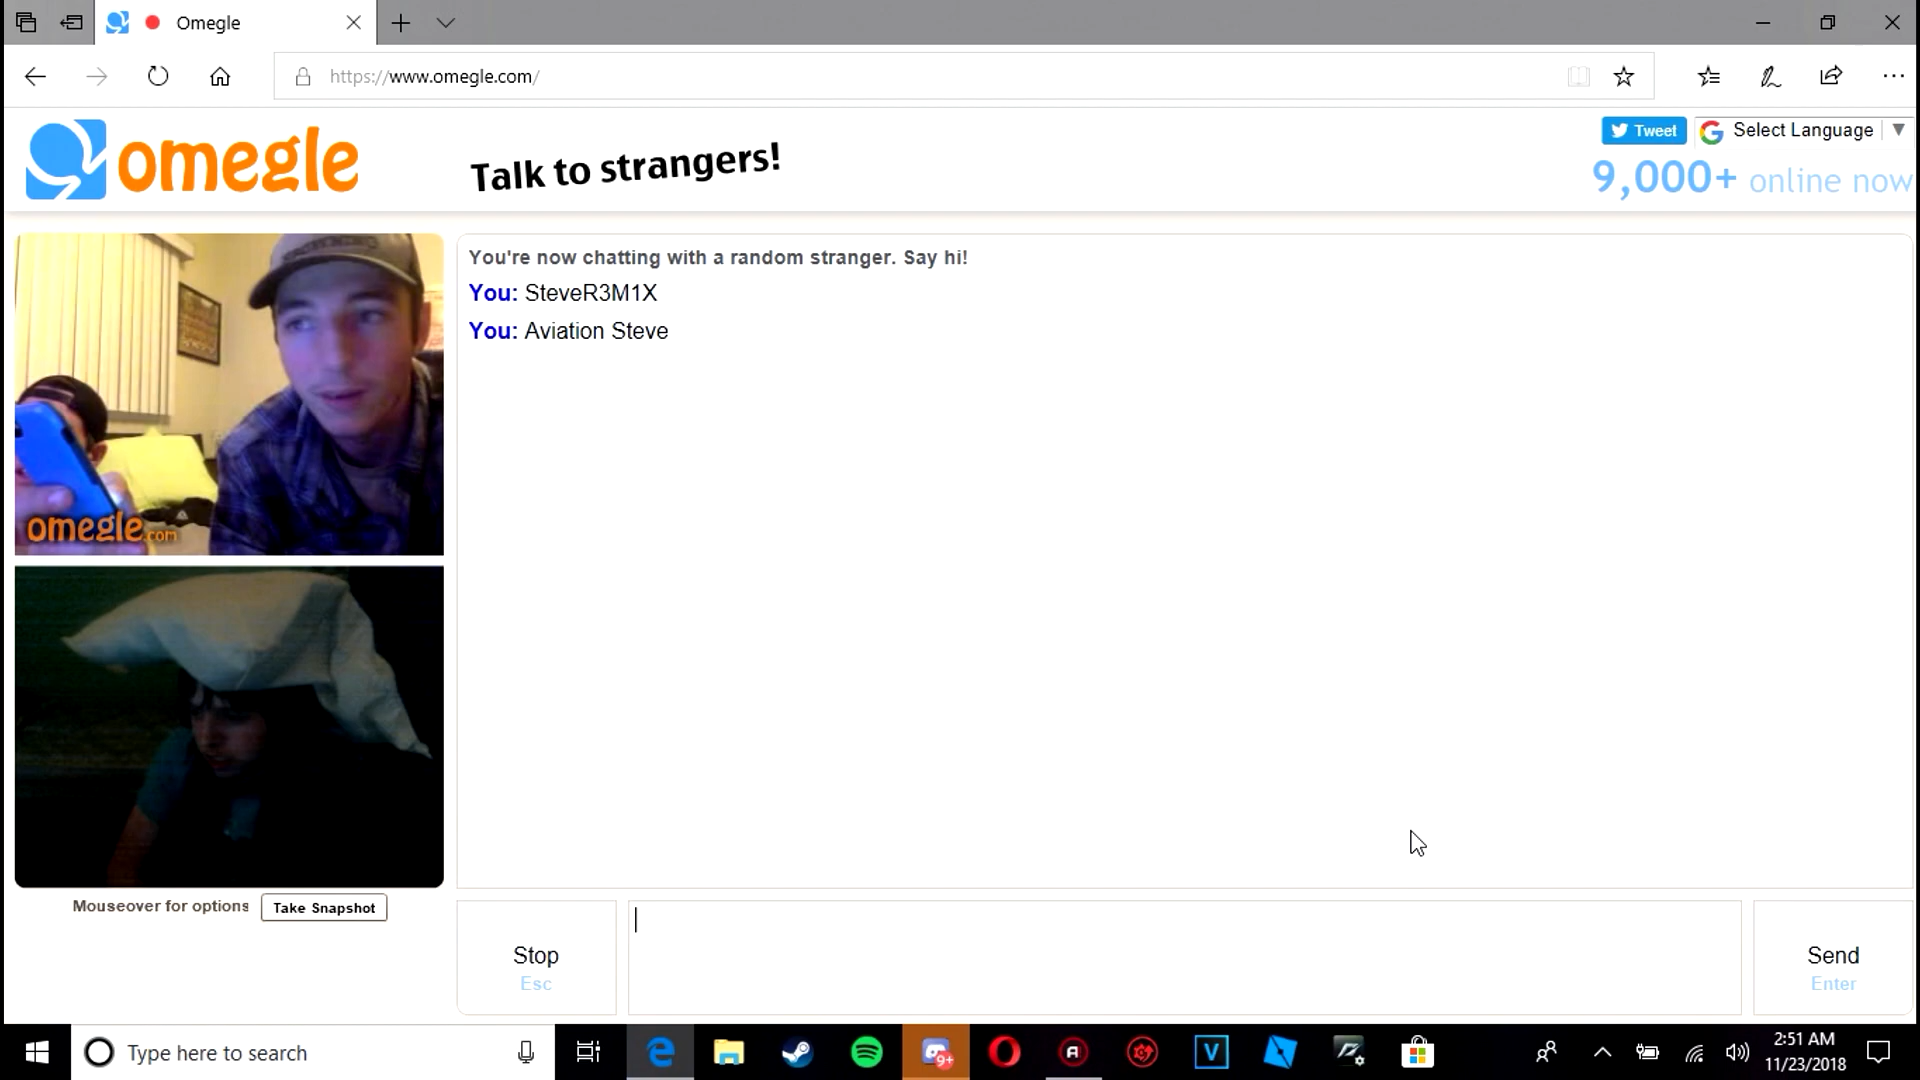 Omegle
https://www.omegle.com/
omegle
Talk to strangers!
Tweet
Select Language
9,000+ online now
You're now chatting with a random stranger. Say hi!
You: SteveR3M1X
You: Aviation Steve
omegle.com
Mouseover for options
Take Snapshot
Stop
Esc
Send
Enter
Type here to search
9+
2:51 AM
11/23/2018